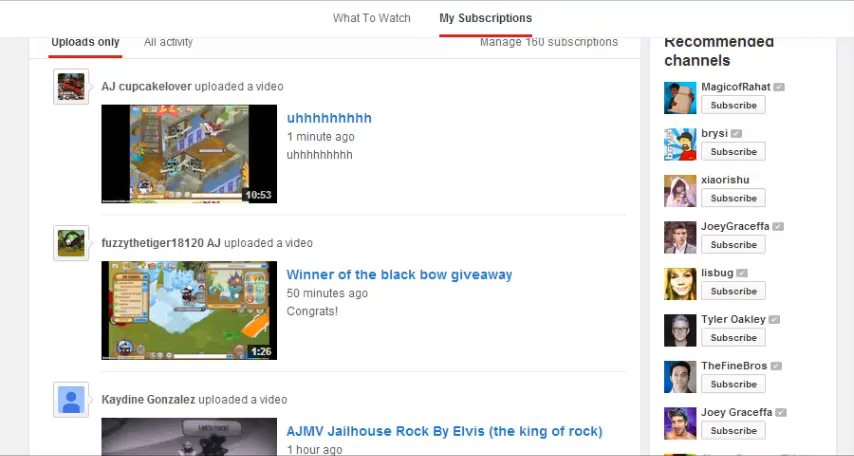 What To Watch
My Subscriptions
Uploads only
All activity
Manage 160 subscriptions
AJ cupcakelover uploaded a video
uhhhhhhhhh
1 minute ago
uhhhhhhhhh
10:53
fuzzythetiger18120 AJ uploaded a video
Winner of the black bow giveaway
50 minutes ago
Congrats!
1:26
Kaydine Gonzalez uploaded a video
AJMV Jailhouse Rock By Elvis (the king of rock)
1 hour ago
Recommended
channels
MagicofRahat
Subscribe
brysi
Subscribe
xiaorishu
Subscribe
JoeyGraceffa
Subscribe
lisbug
Subscribe
Tyler Oakley
Subscribe
TheFineBros
Subscribe
Joey Graceffa
Subscribe